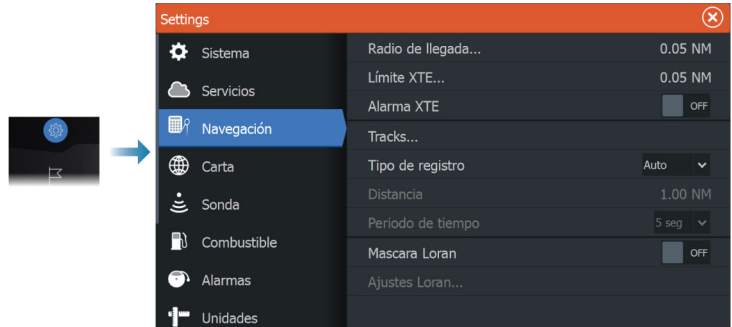 Settings
Sistema
Servicios
Navegación
Carta
Sonda
Combustible
Alarmas
Unidades
Radio de llegada... 0.05 NM
Límite XTE... 0.05 NM
Alarma XTE OFF
Tracks...
Tipo de registro Auto
Distancia 1.00 NM
Periodo de tiempo 5 seg
Mascara Loran OFF
Ajustes Loran...